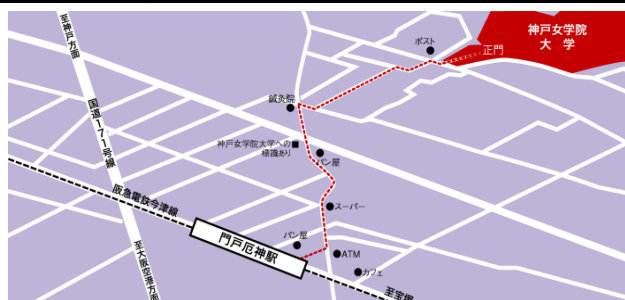 至神戸方面
国道171号線
至大阪空港方面
阪急電鉄今津線
門戸厄神駅
至宝塚
神戸女学院
大学
正門
ポスト
鍼灸院
神戸女学院大学への
標識あり
パン屋
スーパー
パン屋
ATM
カフェ